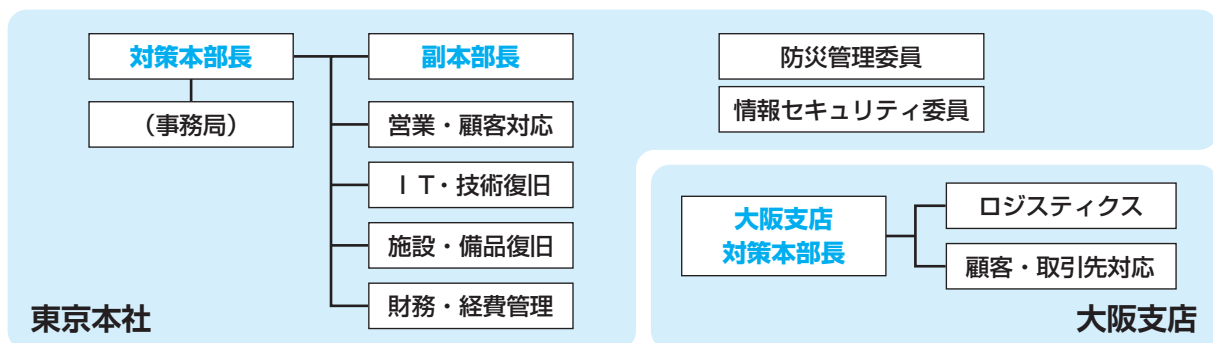 対策本部長
副本部長
防災管理委員
(事務局)
営業・顧客対応
情報セキュリティ委員
IT・技術復旧
施設・備品復旧
財務・経費管理
東京本社
大阪支店
対策本部長
ロジスティクス
顧客・取引先対応
大阪支店